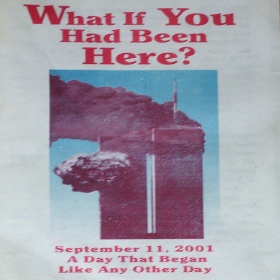 What If You
Had Been
Here?
September 11, 2001
A Day That Began
Like Any Other Day